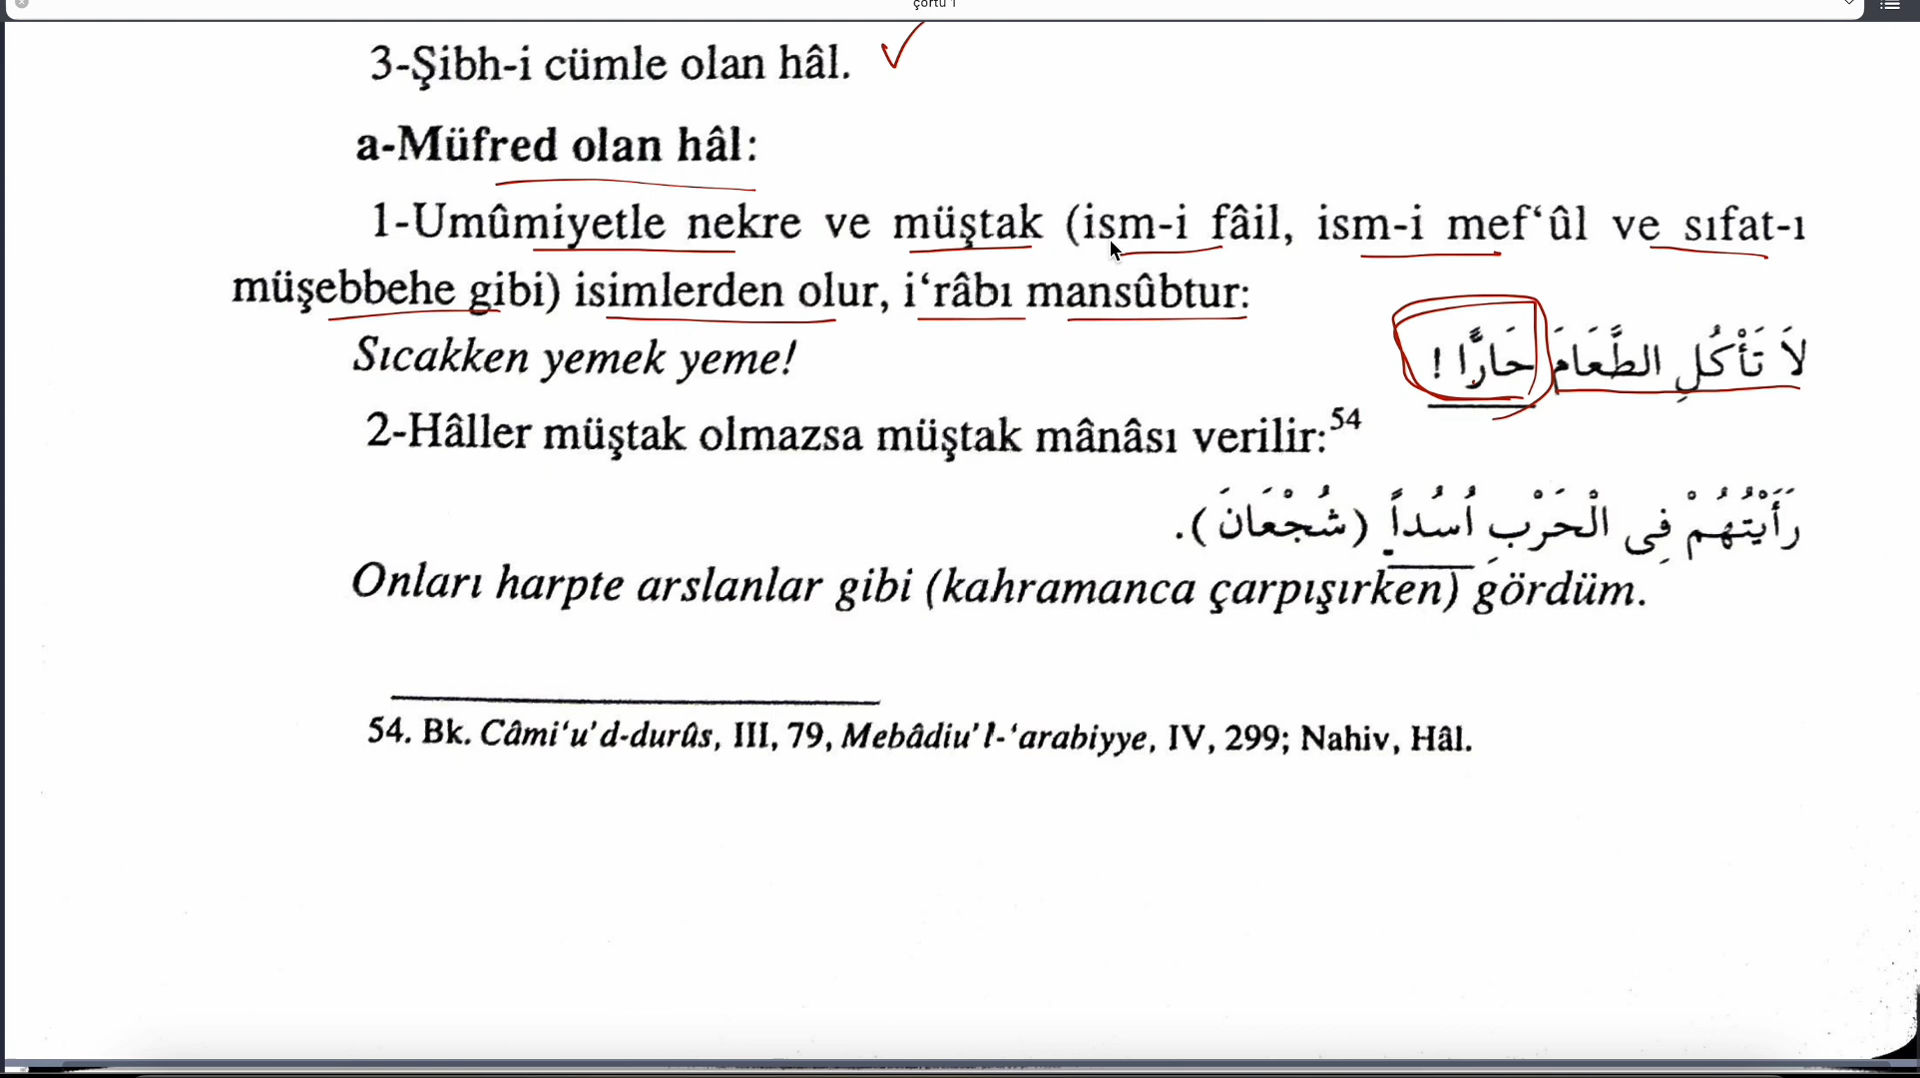 çörtü 1
3-Şibh-i cümle olan hâl.
a-Müfred olan hâl:
1-Umûmiyetle nekre ve müştak (ism-i fâil, ism-i mef‘ûl ve sıfat-ı
müşebbehe gibi) isimlerden olur, i‘râbı mansûbtur:
Sıcakken yemek yeme! لاَ تَأْكُلِ الطَّعَامَ حَارًّا !
2-Hâller müştak olmazsa müştak mânâsı verilir:54
رَأَيْتُهُمْ فِى الْحَرْبِ اُسُداً (شُجْعَانَ).
Onları harpte arslanlar gibi (kahramanca çarpışırken) gördüm.
54. Bk. Câmi‘u’d-durûs, III, 79, Mebâdiu’l-‘arabiyye, IV, 299; Nahiv, Hâl.